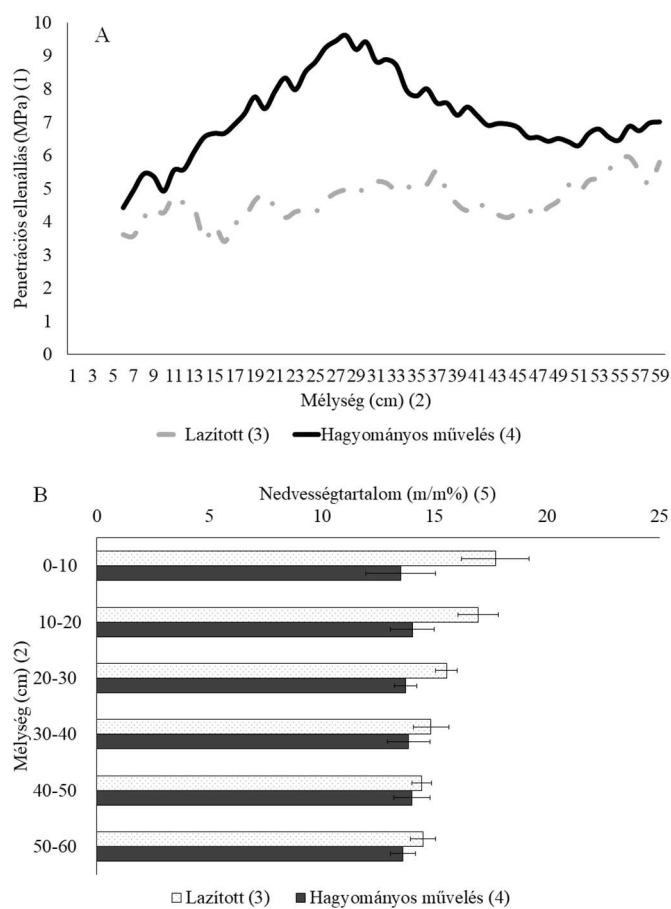 A
Penetrációs ellenállás (MPa) (1)
10
9
8
7
6
5
4
3
2
1
0
1 3 5 7 9 11 13 15 17 19 21 23 25 27 29 31 33 35 37 39 41 43 45 47 49 51 53 55 57 59
Mélység (cm) (2)
Lazított (3) Hagyományos művelés (4)
B
Nedvességtartalom (m/m%) (5)
0 5 10 15 20 25
Mélység (cm) (2)
0-10
10-20
20-30
30-40
40-50
50-60
Lazított (3) Hagyományos művelés (4)